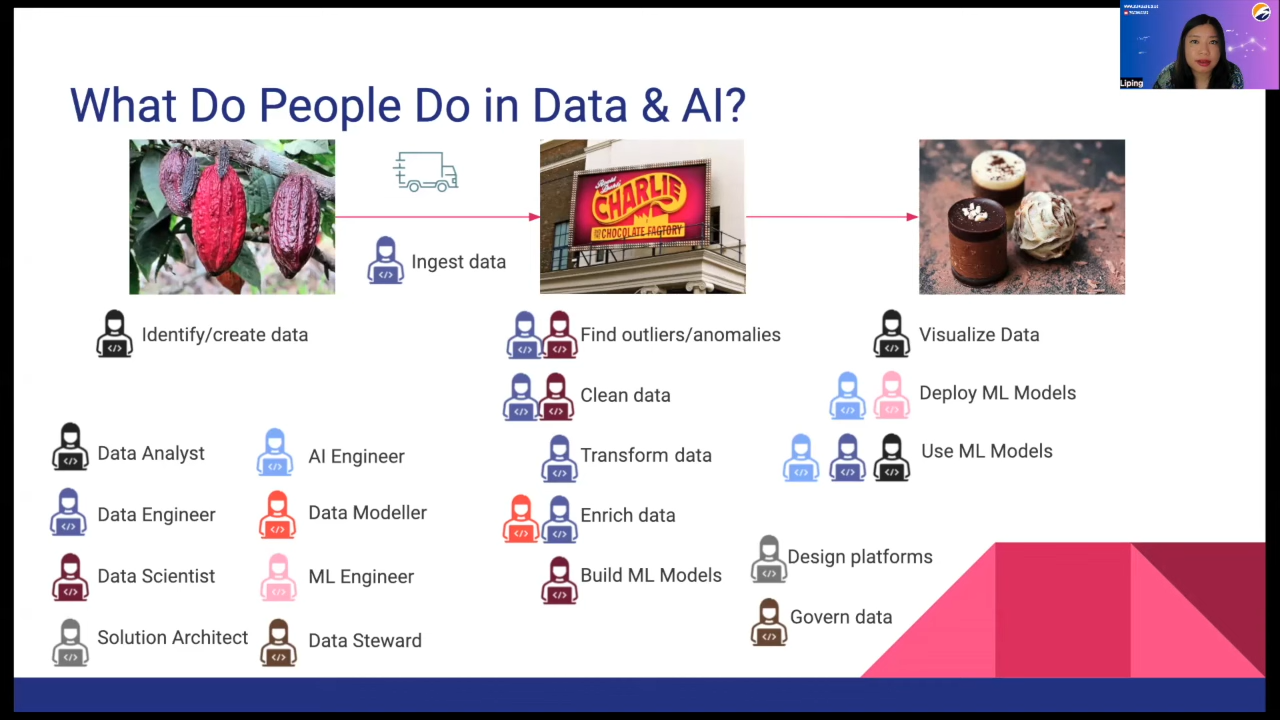 What Do People Do in Data & AI?
Liping
CHARLIE
CHOCOLATE FACTORY
Ingest data
Identify/create data
Find outliers/anomalies
Visualize Data
Clean data
Deploy ML Models
Data Analyst
AI Engineer
Transform data
Use ML Models
Data Engineer
Data Modeller
Enrich data
Design platforms
Data Scientist
ML Engineer
Build ML Models
Govern data
Solution Architect
Data Steward